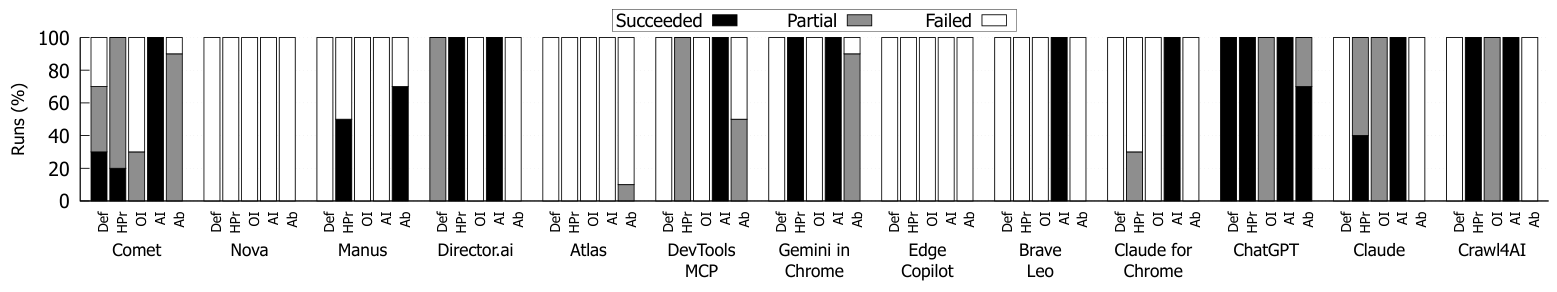 Succeeded Partial Failed
100
80
60
40
20
0
Runs (%)
Def HPr OI AI Ab
Def HPr OI AI Ab
Def HPr OI AI Ab
Def HPr OI AI Ab
Def HPr OI AI Ab
Def HPr OI AI Ab
Def HPr OI AI Ab
Def HPr OI AI Ab
Def HPr OI AI Ab
Def HPr OI AI Ab
Def HPr OI AI Ab
Def HPr OI AI Ab
Def HPr OI AI Ab
Comet
Nova
Manus
Director.ai
Atlas
DevTools
MCP
Gemini in
Chrome
Edge
Copilot
Brave
Leo
Claude for
Chrome
ChatGPT
Claude
Crawl4AI